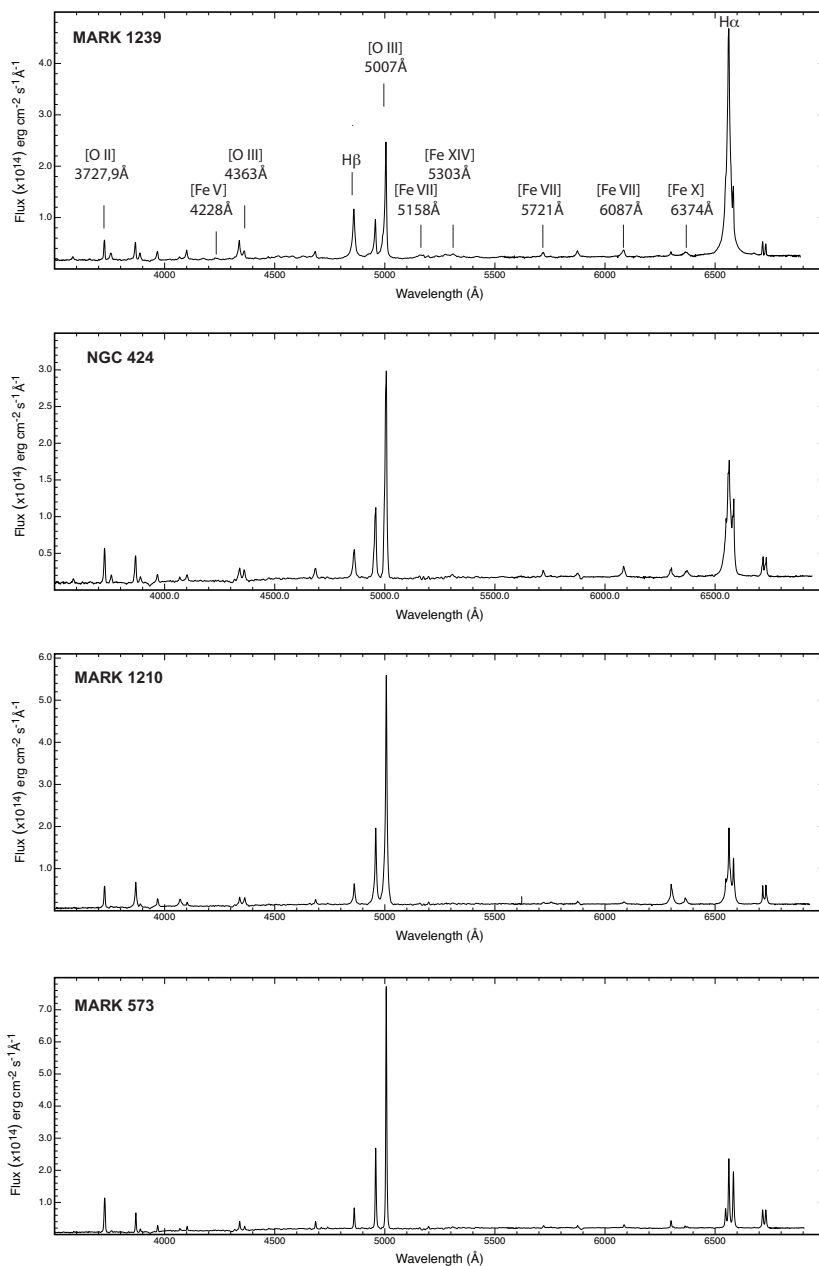 MARK 1239
Hα
[O III]
5007Å
4.0
3.0
Flux (x10¹⁴) erg cm⁻² s⁻¹Å⁻¹
2.0
1.0
[O II]
3727,9Å
[Fe V]
4228Å
[O III]
4363Å
Hβ
[Fe VII]
5158Å
[Fe XIV]
5303Å
[Fe VII]
5721Å
[Fe VII]
6087Å
[Fe X]
6374Å
4000 4500 5000 5500 6000 6500
Wavelength (Å)
NGC 424
3.0
2.5
2.0
1.5
1.0
0.5
Flux (x10¹⁴) erg cm⁻² s⁻¹Å⁻¹
4000.0 4500.0 5000.0 5500.0 6000.0 6500.0
Wavelength (Å)
MARK 1210
6.0
5.0
4.0
3.0
2.0
1.0
Flux (x10¹⁴) erg cm⁻² s⁻¹Å⁻¹
4000 4500 5000 5500 6000 6500
Wavelength (Å)
MARK 573
7.0
6.0
5.0
4.0
3.0
2.0
1.0
Flux (x10¹⁴) erg cm⁻² s⁻¹Å⁻¹
4000 4500 5000 5500 6000 6500
Wavelength (Å)